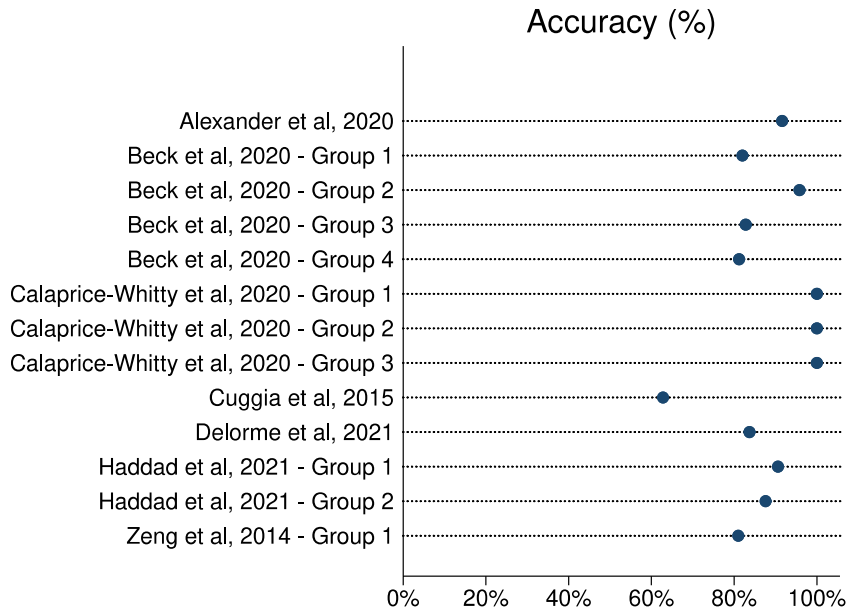 Accuracy (%)
Alexander et al, 2020
Beck et al, 2020 - Group 1
Beck et al, 2020 - Group 2
Beck et al, 2020 - Group 3
Beck et al, 2020 - Group 4
Calaprice-Whitty et al, 2020 - Group 1
Calaprice-Whitty et al, 2020 - Group 2
Calaprice-Whitty et al, 2020 - Group 3
Cuggia et al, 2015
Delorme et al, 2021
Haddad et al, 2021 - Group 1
Haddad et al, 2021 - Group 2
Zeng et al, 2014 - Group 1
0% 20% 40% 60% 80% 100%